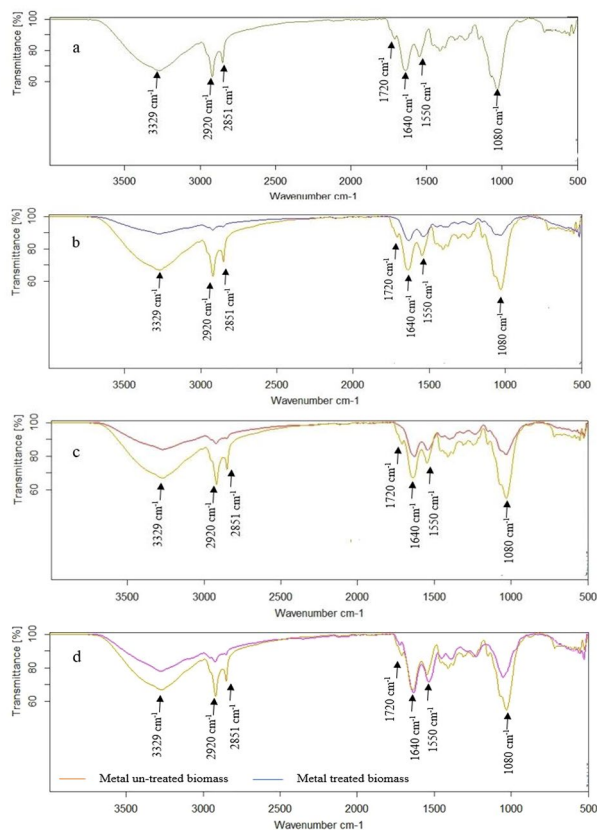 Transmittance [%]
100
80
60
a
3329 cm-1
2920 cm-1
2851 cm-1
1720 cm-1
1640 cm-1
1550 cm-1
1080 cm-1
3500 3000 2500 2000 1500 1000 500
Wavenumber cm-1
Transmittance [%]
100
80
60
b
3329 cm-1
2920 cm-1
2851 cm-1
1720 cm-1
1640 cm-1
1550 cm-1
1080 cm-1
3500 3000 2500 2000 1500 1000 500
Wavenumber cm-1
Transmittance [%]
100
80
60
c
3329 cm-1
2920 cm-1
2851 cm-1
1720 cm-1
1640 cm-1
1550 cm-1
1080 cm-1
3500 3000 2500 2000 1500 1000 500
Wavenumber cm-1
Transmittance [%]
100
80
60
d
3329 cm-1
2920 cm-1
2851 cm-1
1720 cm-1
1640 cm-1
1550 cm-1
1080 cm-1
Metal un-treated biomass Metal treated biomass
3500 3000 2500 2000 1500 1000 500
Wavenumber cm-1